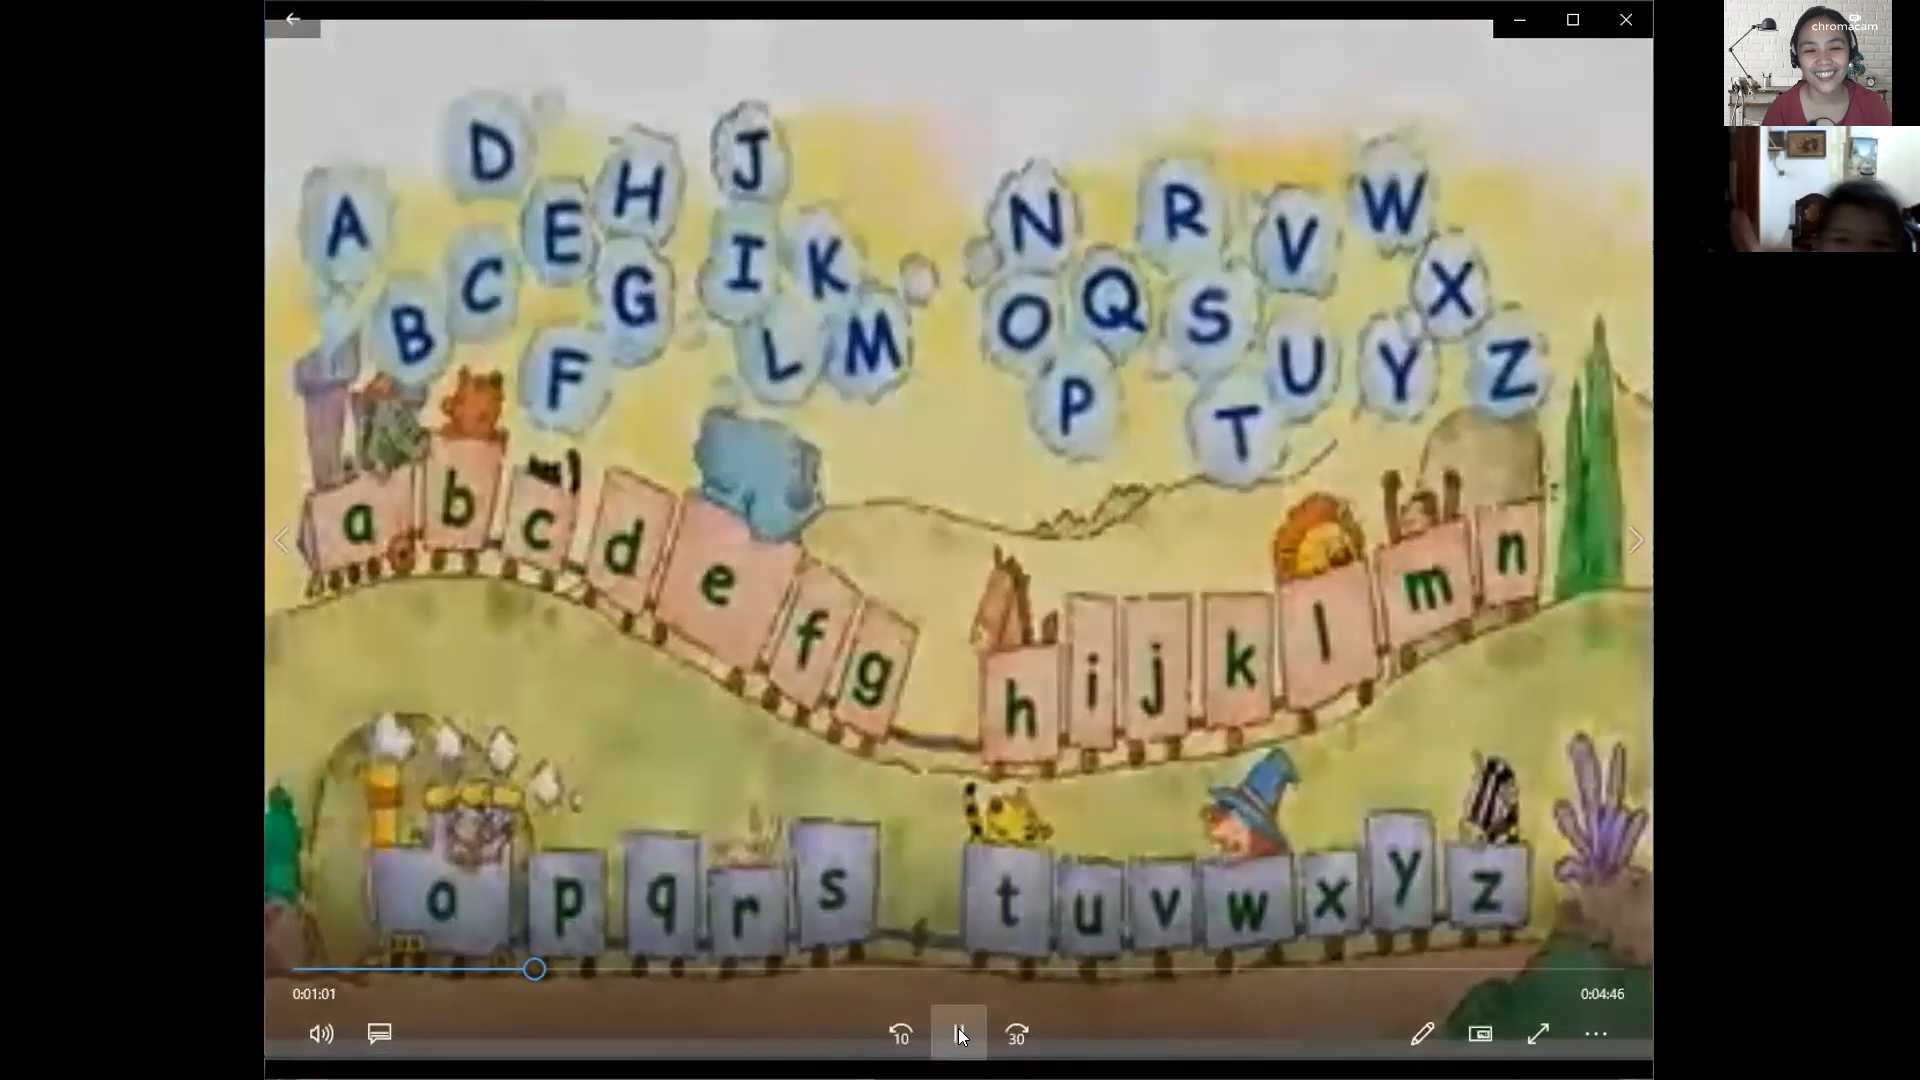 chromacam
A B C D E F G H I J K L M
N O P Q R S T U V W X Y Z
a b c d e f g
h i j k l m n
o p q r s
t u v w x y z
0:01:01
0:04:46
10
30